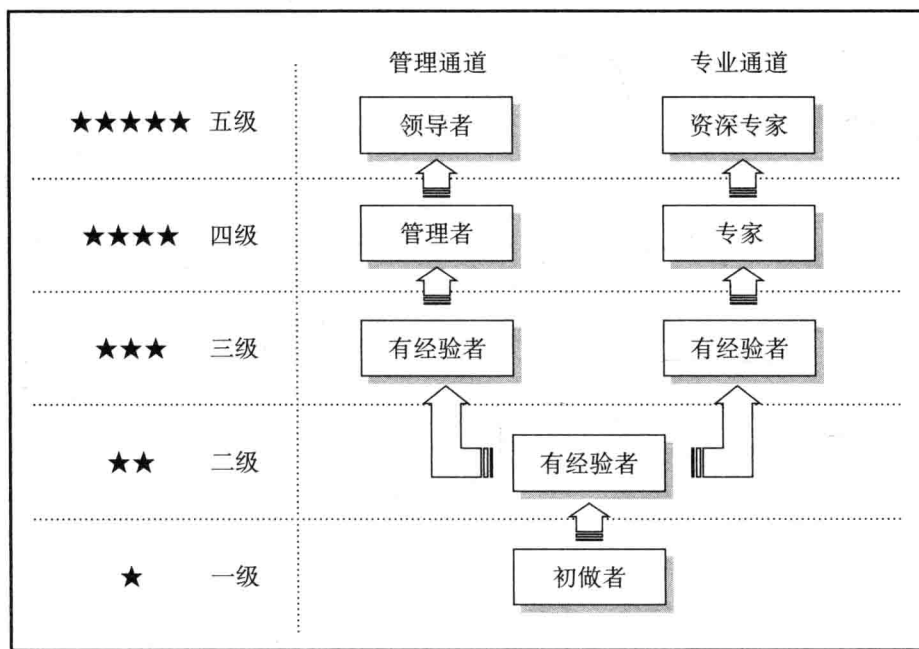 管理通道 专业通道
★★★★★ 五级 领导者 资深专家
★★★★ 四级 管理者 专家
★★★ 三级 有经验者 有经验者
★★ 二级 有经验者
★ 一级 初做者